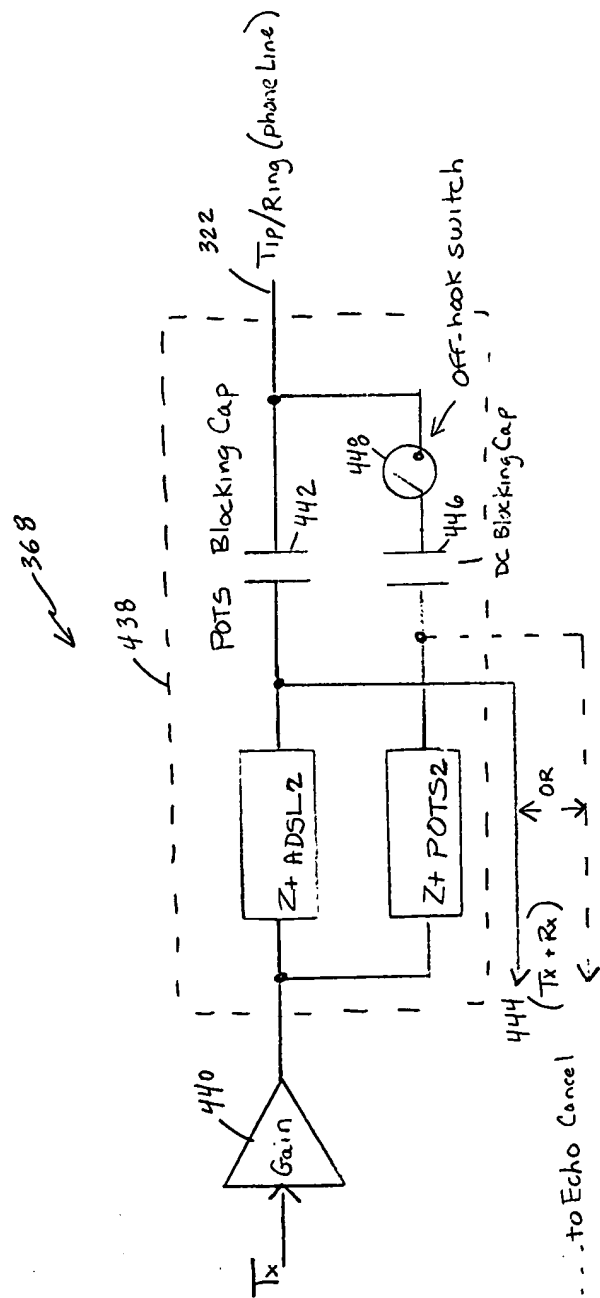 368
438
322
Tip/Ring (phone Line)
POTS Blocking Cap
442
440
Gain
Tx
Z+ ADSL2
Z+ POTS2
448
446
Off-hook switch
DC Blocking Cap
OR
444
(Tx + Rx)
...to Echo Cancel